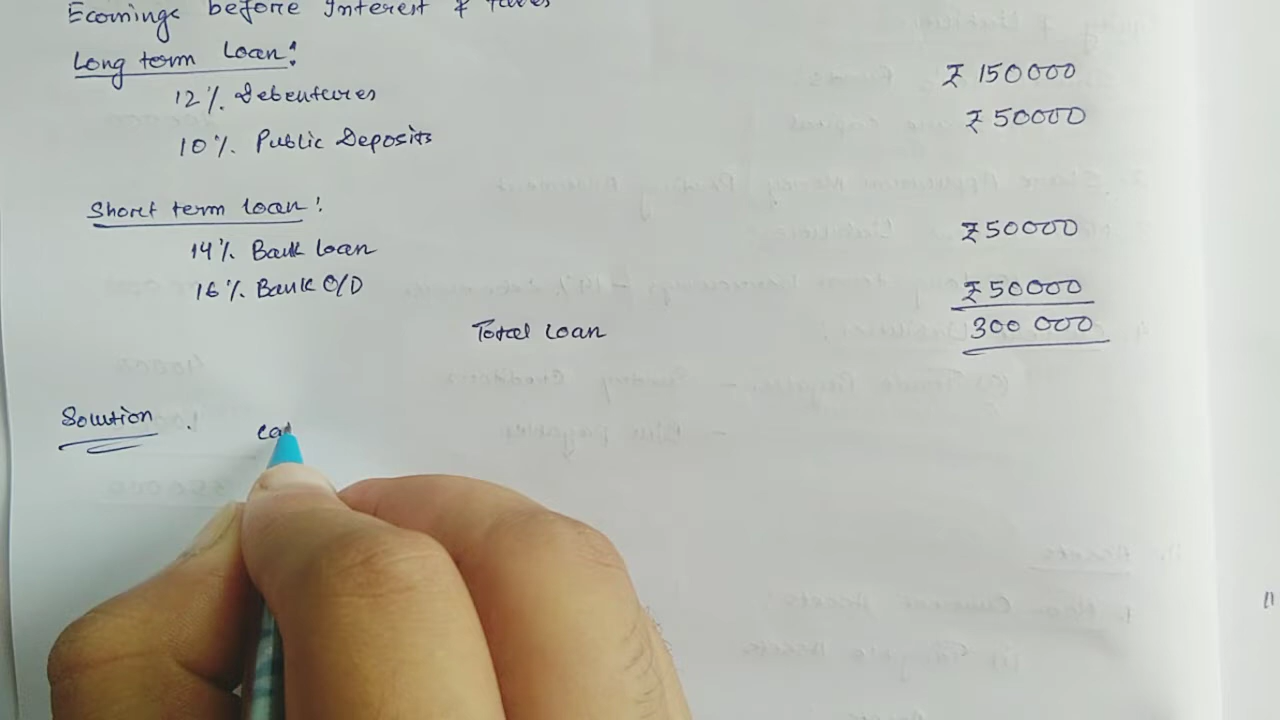 Earnings before Interest & taxes
Long term Loan:
12%. Debentures ₹ 150000
10%. Public Deposits ₹ 50000
Short term loan:
14%. Bank loan ₹ 50000
16%. Bank O/D ₹ 50000
Total Loan 300 000
Solution.